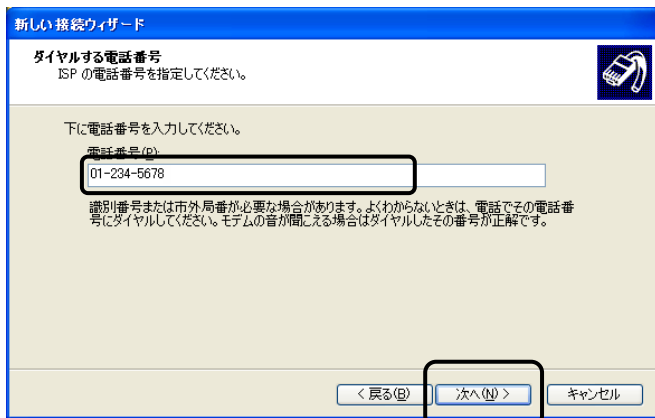 新しい接続ウィザード
ダイヤルする電話番号
ISP の電話番号を指定してください。
下に電話番号を入力してください。
電話番号(P):
01-234-5678
識別番号または市外局番が必要な場合があります。よくわからないときは、電話でその電話番
号にダイヤルしてください。モデムの音が聞こえる場合はダイヤルしたその番号が正解です。
< 戻る(B) 次へ(N) > キャンセル